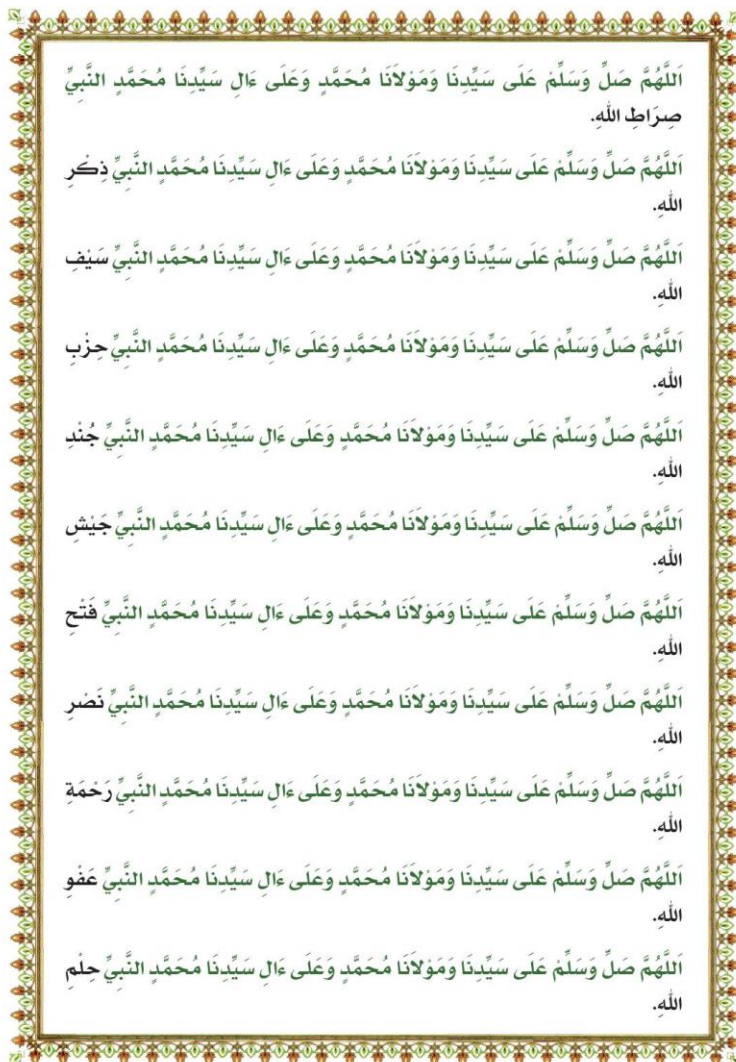 اَللَّهُمَّ صَلِّ وَسَلِّمْ عَلَى سَيِّدِنَا وَمَوْلَانَا مُحَمَّدٍ وَعَلَى ءَالِ سَيِّدِنَا مُحَمَّدٍ النَّبِيِّ
صِرَاطِ اللهِ.
اَللَّهُمَّ صَلِّ وَسَلِّمْ عَلَى سَيِّدِنَا وَمَوْلَانَا مُحَمَّدٍ وَعَلَى ءَالِ سَيِّدِنَا مُحَمَّدٍ النَّبِيِّ ذِكْرِ
اللهِ.
اَللَّهُمَّ صَلِّ وَسَلِّمْ عَلَى سَيِّدِنَا وَمَوْلَانَا مُحَمَّدٍ وَعَلَى ءَالِ سَيِّدِنَا مُحَمَّدٍ النَّبِيِّ سَيْفِ
اللهِ.
اَللَّهُمَّ صَلِّ وَسَلِّمْ عَلَى سَيِّدِنَا وَمَوْلَانَا مُحَمَّدٍ وَعَلَى ءَالِ سَيِّدِنَا مُحَمَّدٍ النَّبِيِّ حِزْبِ
اللهِ.
اَللَّهُمَّ صَلِّ وَسَلِّمْ عَلَى سَيِّدِنَا وَمَوْلَانَا مُحَمَّدٍ وَعَلَى ءَالِ سَيِّدِنَا مُحَمَّدٍ النَّبِيِّ جُنْدِ
اللهِ.
اَللَّهُمَّ صَلِّ وَسَلِّمْ عَلَى سَيِّدِنَا وَمَوْلَانَا مُحَمَّدٍ وَعَلَى ءَالِ سَيِّدِنَا مُحَمَّدٍ النَّبِيِّ جَيْشِ
اللهِ.
اَللَّهُمَّ صَلِّ وَسَلِّمْ عَلَى سَيِّدِنَا وَمَوْلَانَا مُحَمَّدٍ وَعَلَى ءَالِ سَيِّدِنَا مُحَمَّدٍ النَّبِيِّ فَتْحِ
اللهِ.
اَللَّهُمَّ صَلِّ وَسَلِّمْ عَلَى سَيِّدِنَا وَمَوْلَانَا مُحَمَّدٍ وَعَلَى ءَالِ سَيِّدِنَا مُحَمَّدٍ النَّبِيِّ نَصْرِ
اللهِ.
اَللَّهُمَّ صَلِّ وَسَلِّمْ عَلَى سَيِّدِنَا وَمَوْلَانَا مُحَمَّدٍ وَعَلَى ءَالِ سَيِّدِنَا مُحَمَّدٍ النَّبِيِّ رَحْمَةِ
اللهِ.
اَللَّهُمَّ صَلِّ وَسَلِّمْ عَلَى سَيِّدِنَا وَمَوْلَانَا مُحَمَّدٍ وَعَلَى ءَالِ سَيِّدِنَا مُحَمَّدٍ النَّبِيِّ عَفْوِ
اللهِ.
اَللَّهُمَّ صَلِّ وَسَلِّمْ عَلَى سَيِّدِنَا وَمَوْلَانَا مُحَمَّدٍ وَعَلَى ءَالِ سَيِّدِنَا مُحَمَّدٍ النَّبِيِّ حِلْمِ
اللهِ.